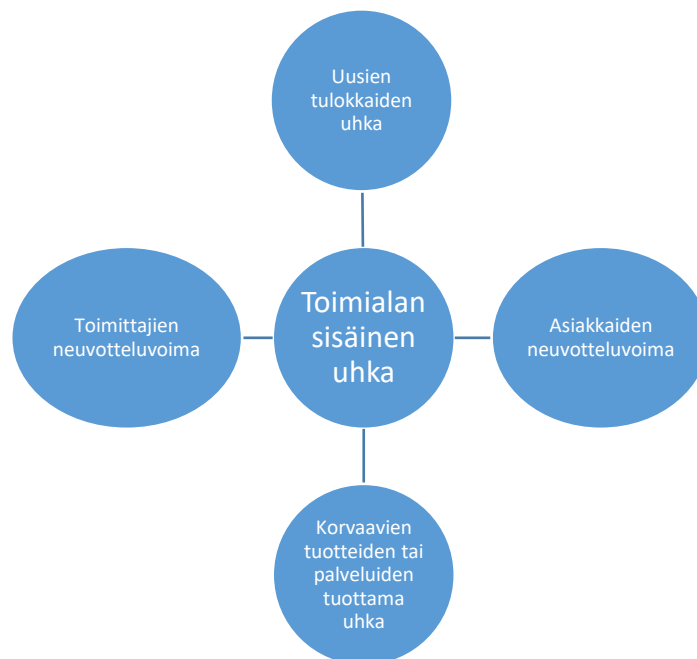 Uusien
tulokkaiden
uhka
Toimittajien
neuvotteluvoima
Toimialan
sisäinen
uhka
Asiakkaiden
neuvotteluvoima
Korvaavien
tuotteiden tai
palveluiden
tuottama
uhka